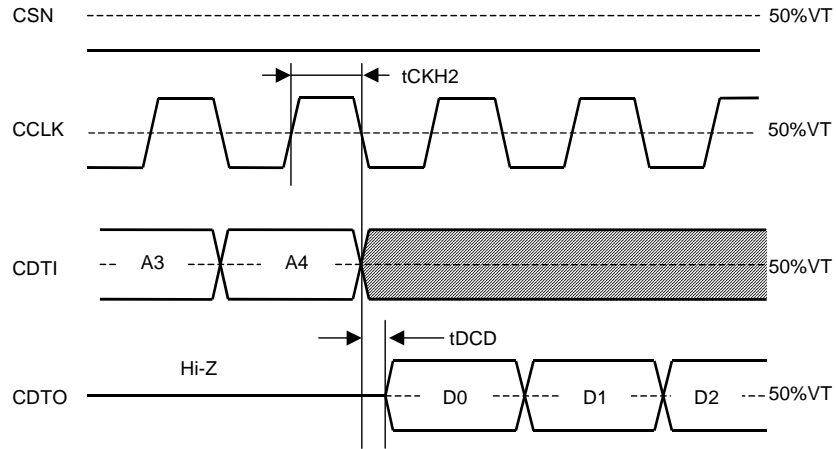 CSN 50%VT
tCKH2
CCLK 50%VT
CDTI A3 A4 50%VT
tDCD
Hi-Z
CDTO D0 D1 D2 50%VT